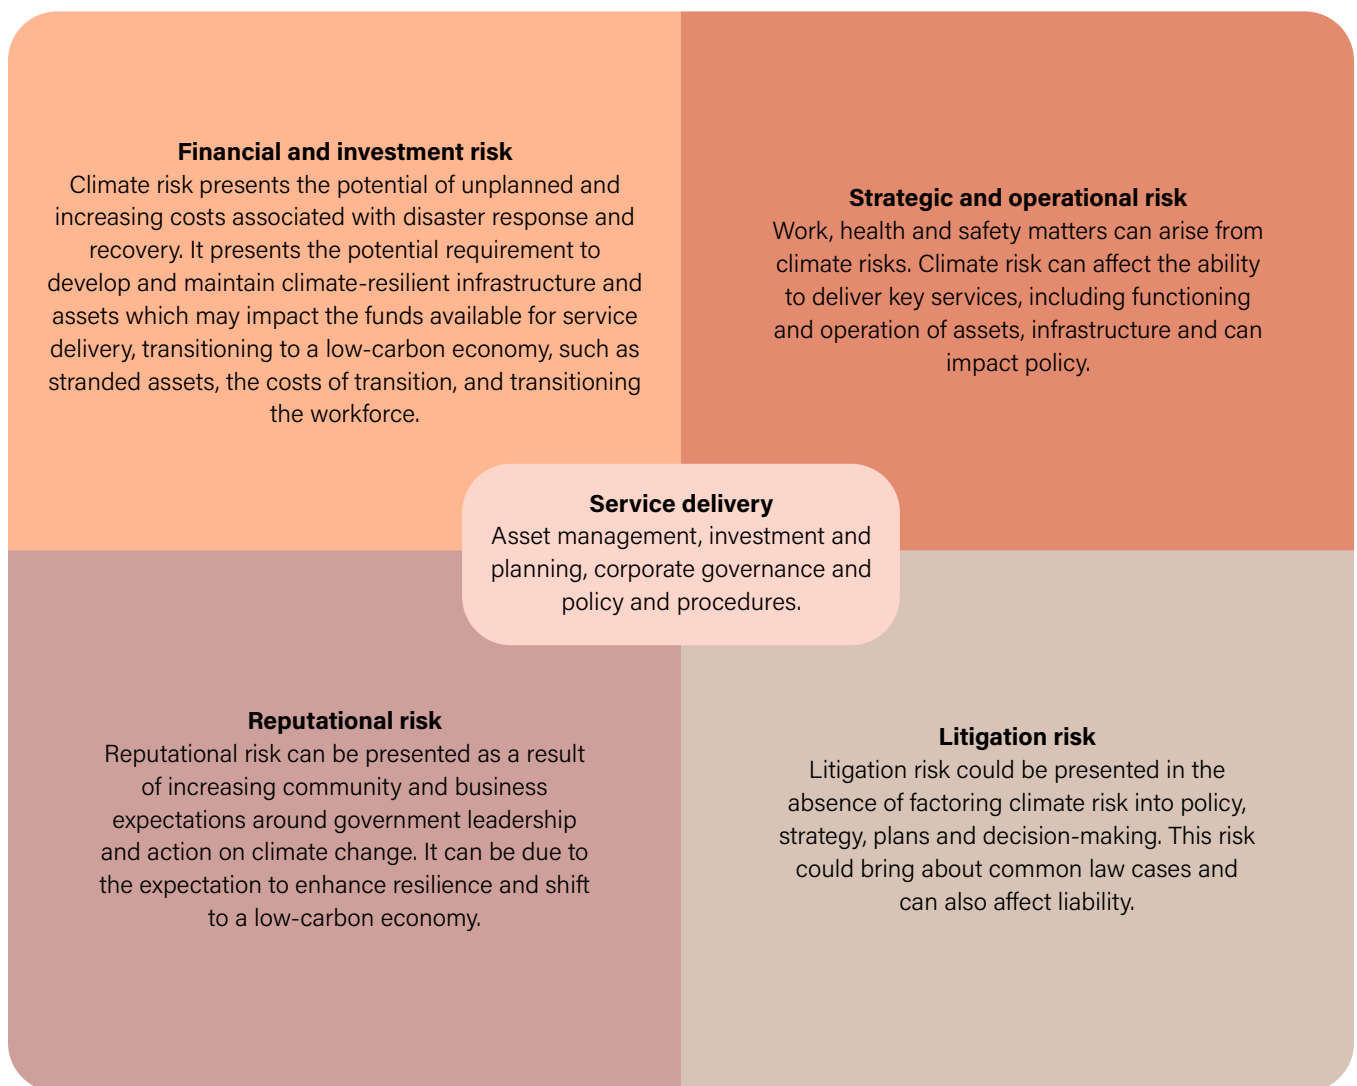 Financial and investment risk
Climate risk presents the potential of unplanned and
increasing costs associated with disaster response and
recovery. It presents the potential requirement to
develop and maintain climate-resilient infrastructure and
assets which may impact the funds available for service
delivery, transitioning to a low-carbon economy, such as
stranded assets, the costs of transition, and transitioning
the workforce.
Strategic and operational risk
Work, health and safety matters can arise from
climate risks. Climate risk can affect the ability
to deliver key services, including functioning
and operation of assets, infrastructure and can
impact policy.
Service delivery
Asset management, investment and
planning, corporate governance and
policy and procedures.
Reputational risk
Reputational risk can be presented as a result
of increasing community and business
expectations around government leadership
and action on climate change. It can be due to
the expectation to enhance resilience and shift
to a low-carbon economy.
Litigation risk
Litigation risk could be presented in the
absence of factoring climate risk into policy,
strategy, plans and decision-making. This risk
could bring about common law cases and
can also affect liability.